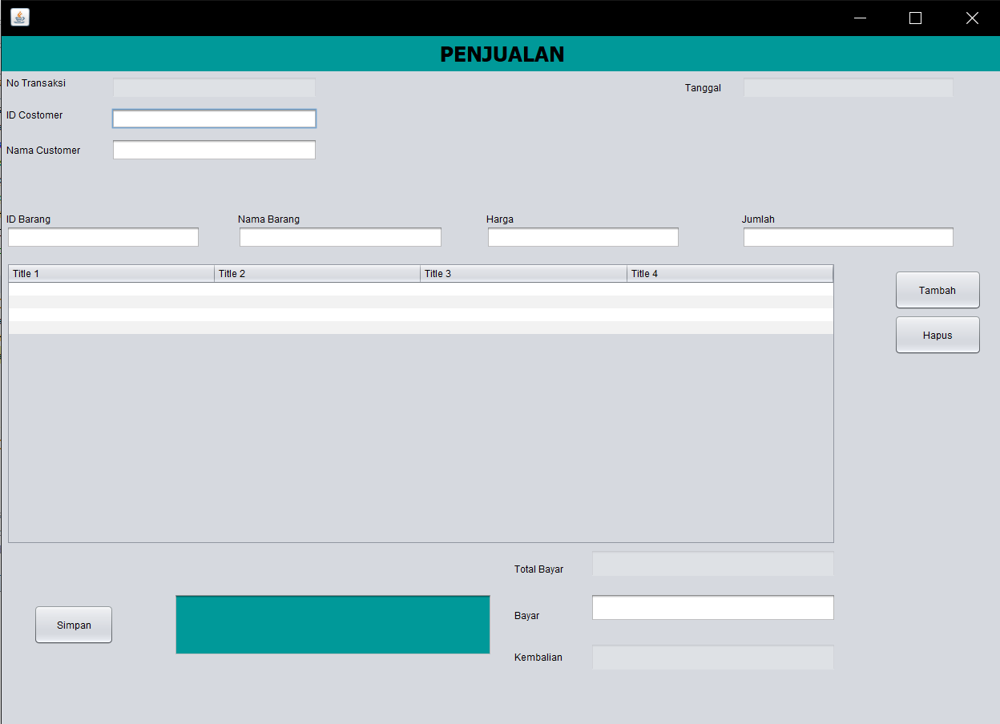 PENJUALAN
No Transaksi
Tanggal
ID Costomer
Nama Customer
ID Barang Nama Barang Harga Jumlah
Title 1 Title 2 Title 3 Title 4
Tambah
Hapus
Total Bayar
Bayar
Simpan
Kembalian